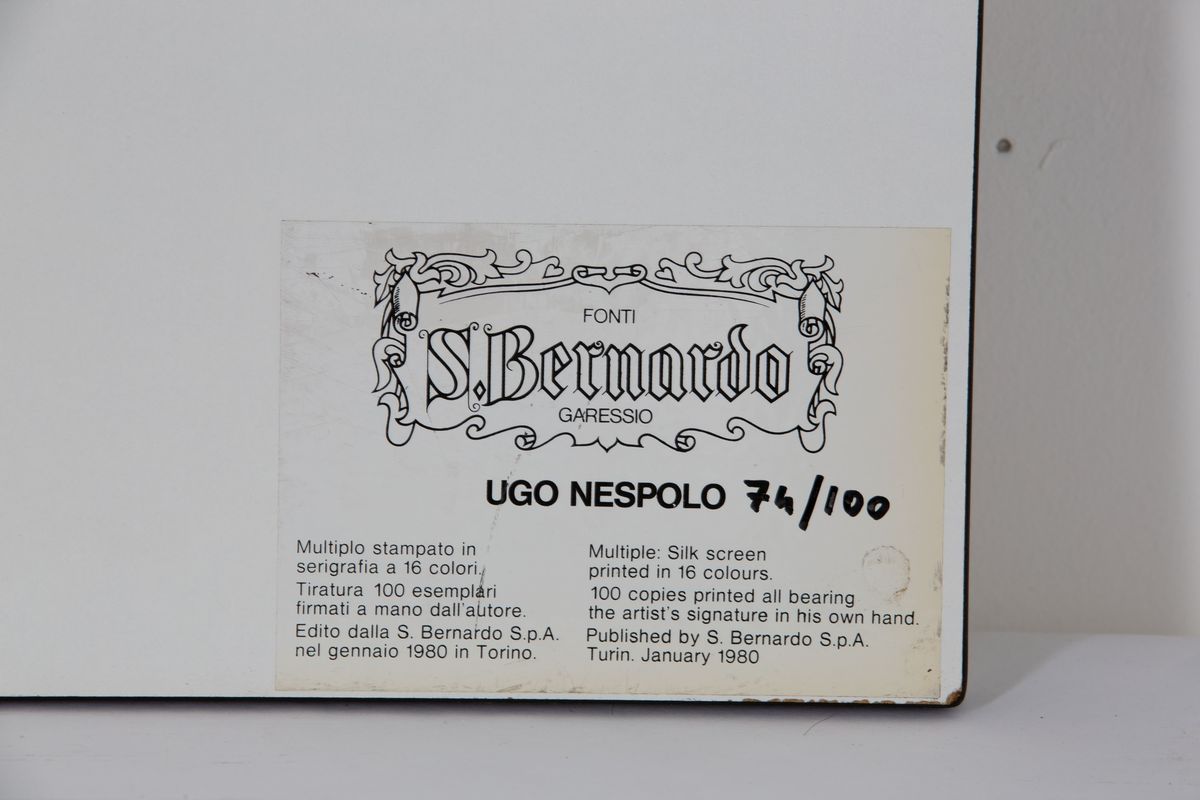 FONTI
S. Bernardo
GARESSIO
UGO NESPOLO 74/100
Multiplo stampato in
serigrafia a 16 colori.
Tiratura 100 esemplari
firmati a mano dall'autore.
Edito dalla S. Bernardo S.p.A.
nel gennaio 1980 in Torino.
Multiple: Silk screen
printed in 16 colours.
100 copies printed all bearing
the artist's signature in his own hand.
Published by S. Bernardo S.p.A.
Turin. January 1980